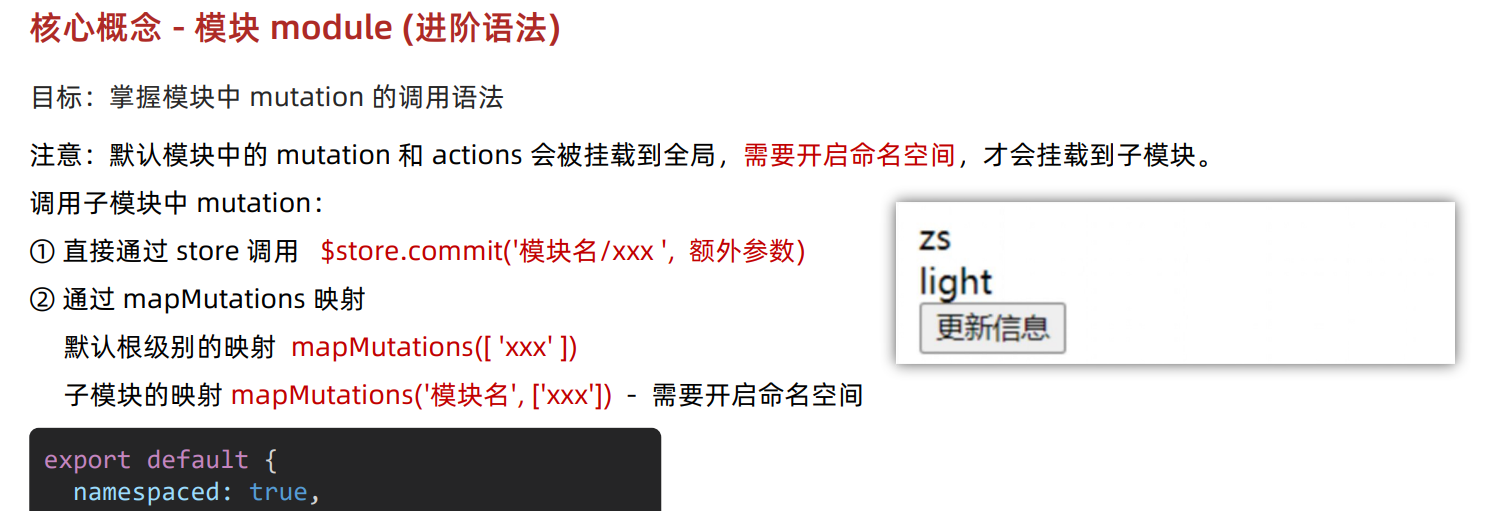 核心概念 - 模块 module (进阶语法)
目标：掌握模块中 mutation 的调用语法
注意：默认模块中的 mutation 和 actions 会被挂载到全局，需要开启命名空间，才会挂载到子模块。
调用子模块中 mutation：
① 直接通过 store 调用 $store.commit('模块名/xxx ', 额外参数)
② 通过 mapMutations 映射
默认根级别的映射 mapMutations([ 'xxx' ])
子模块的映射 mapMutations('模块名', ['xxx']) - 需要开启命名空间
zs
light
更新信息
export default {
namespaced: true,